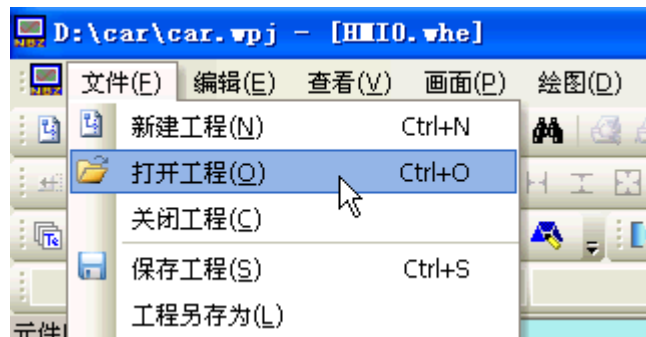 D:\car\car.wpj - [HMI0.whe]
文件(F) 编辑(E) 查看(V) 画面(P) 绘图(D)
新建工程(N) Ctrl+N
打开工程(O) Ctrl+O
关闭工程(C)
保存工程(S) Ctrl+S
工程另存为(L)
元件